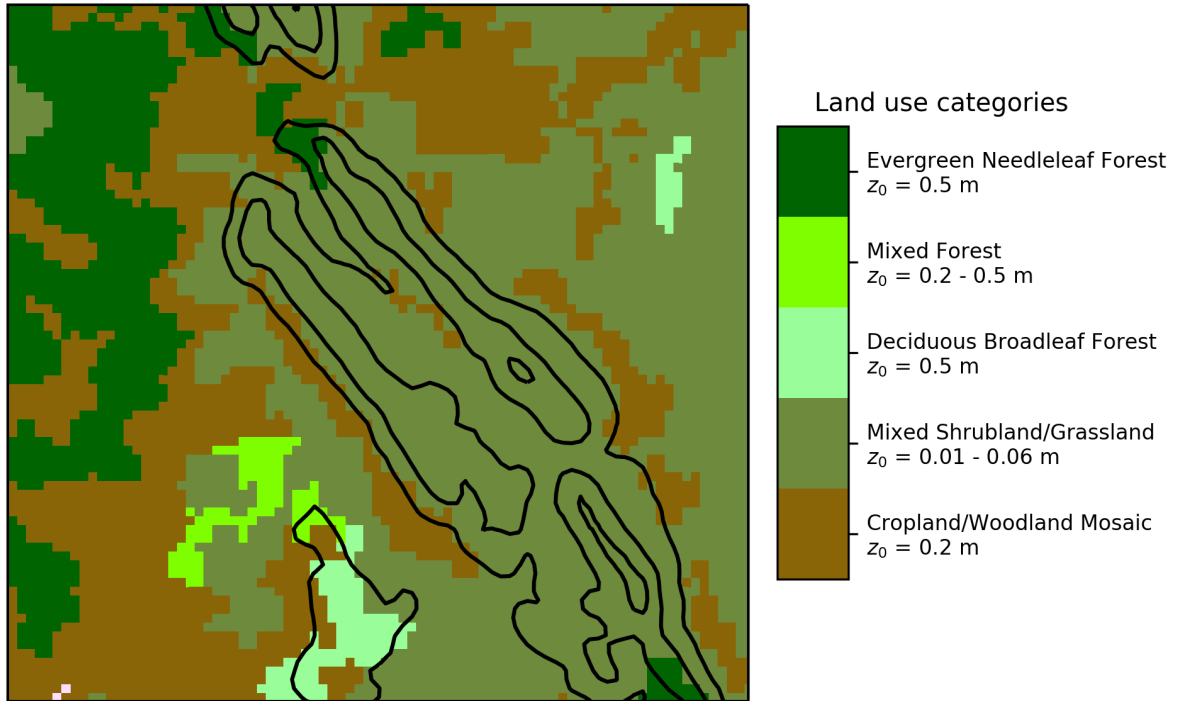 Land use categories
Evergreen Needleleaf Forest
z₀ = 0.5 m
Mixed Forest
z₀ = 0.2 - 0.5 m
Deciduous Broadleaf Forest
z₀ = 0.5 m
Mixed Shrubland/Grassland
z₀ = 0.01 - 0.06 m
Cropland/Woodland Mosaic
z₀ = 0.2 m